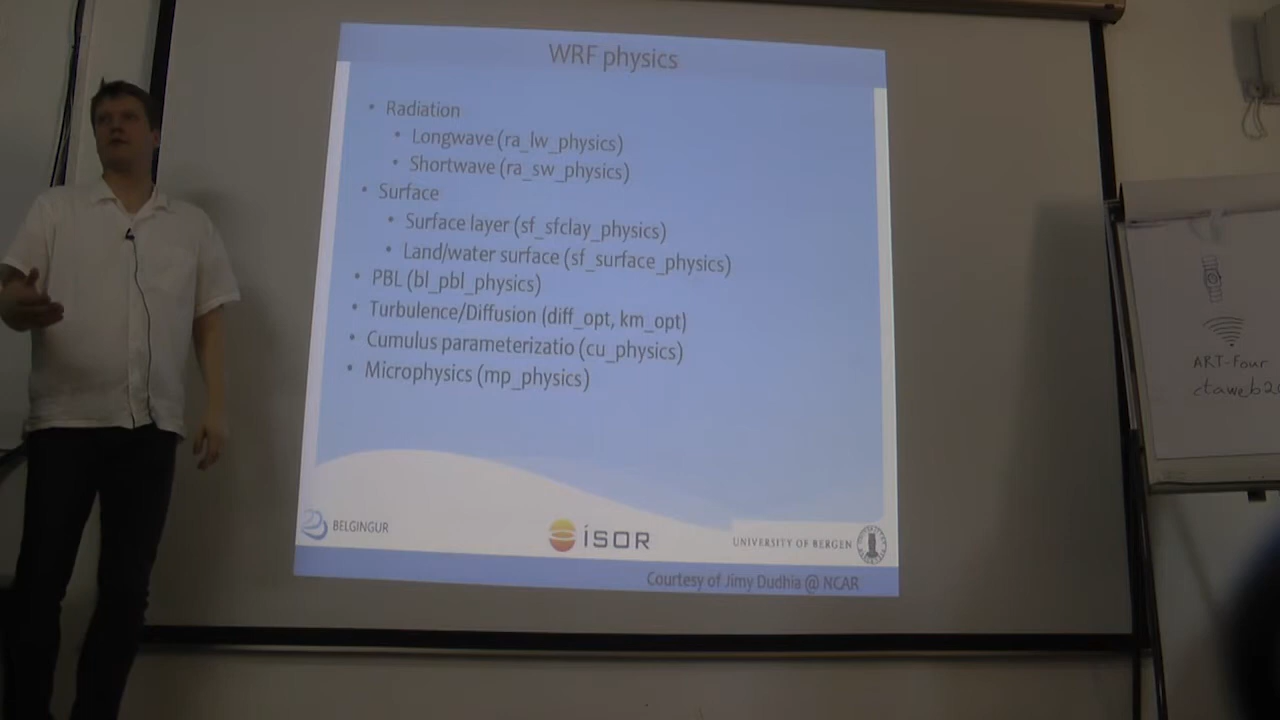 WRF physics
• Radiation
• Longwave (ra_lw_physics)
• Shortwave (ra_sw_physics)
• Surface
• Surface layer (sf_sfclay_physics)
• Land/water surface (sf_surface_physics)
• PBL (bl_pbl_physics)
• Turbulence/Diffusion (diff_opt, km_opt)
• Cumulus parameterizatio (cu_physics)
• Microphysics (mp_physics)
BELGINGUR
ÍSOR
UNIVERSITY OF BERGEN
Courtesy of Jimy Dudhia @ NCAR
ART-Four